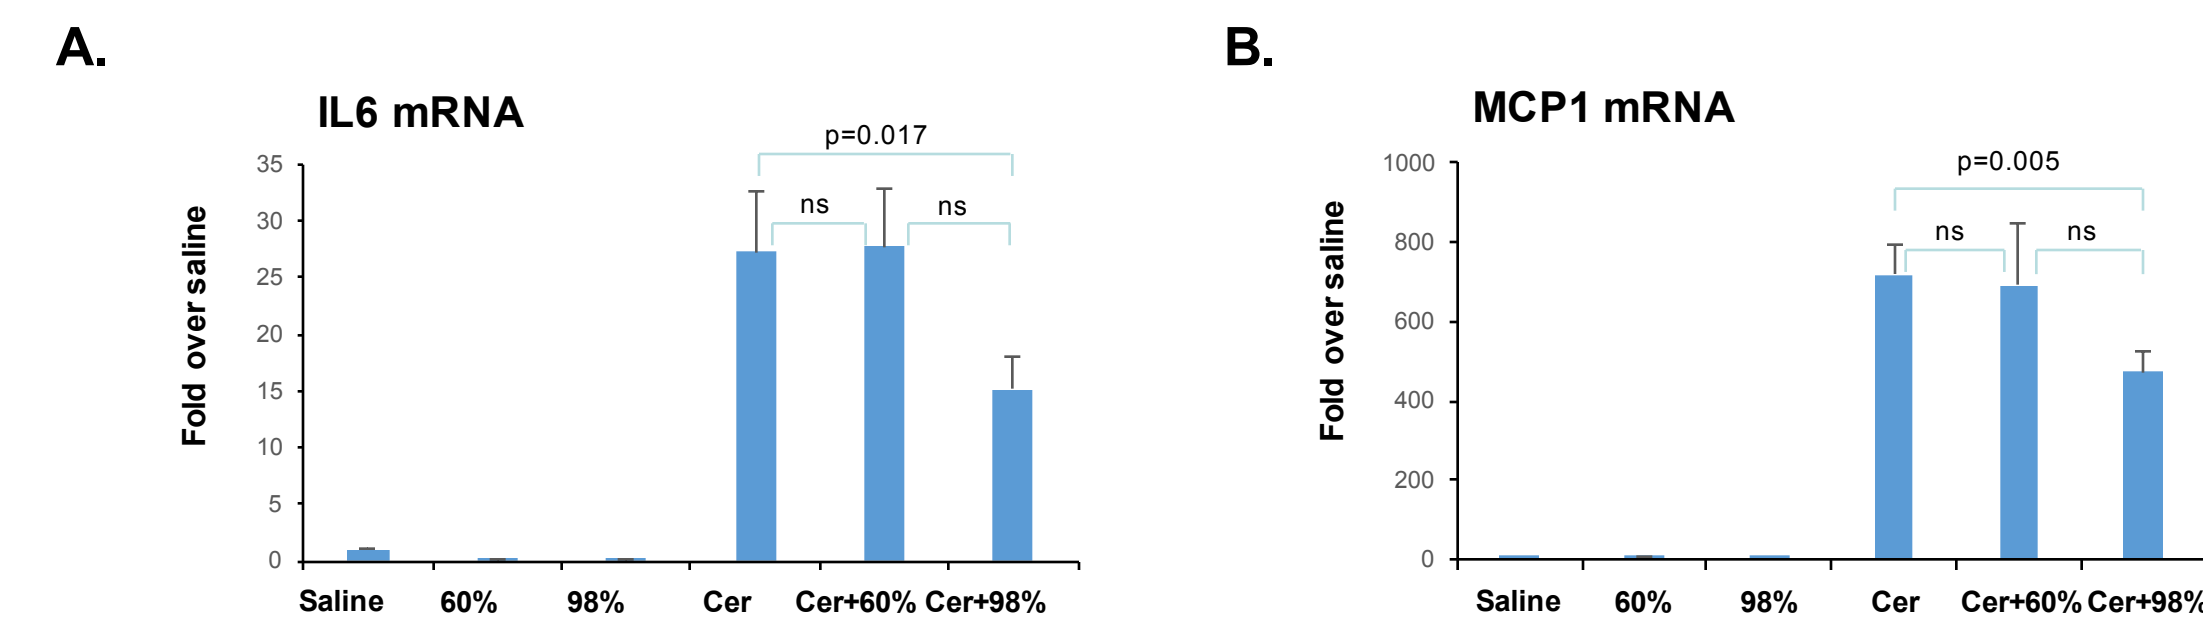 A.
IL6 mRNA
p=0.017
ns
ns
Fold over saline
35
30
25
20
15
10
5
0
Saline 60% 98% Cer Cer+60% Cer+98%
B.
MCP1 mRNA
p=0.005
ns
ns
Fold over saline
1000
800
600
400
200
0
Saline 60% 98% Cer Cer+60% Cer+98%